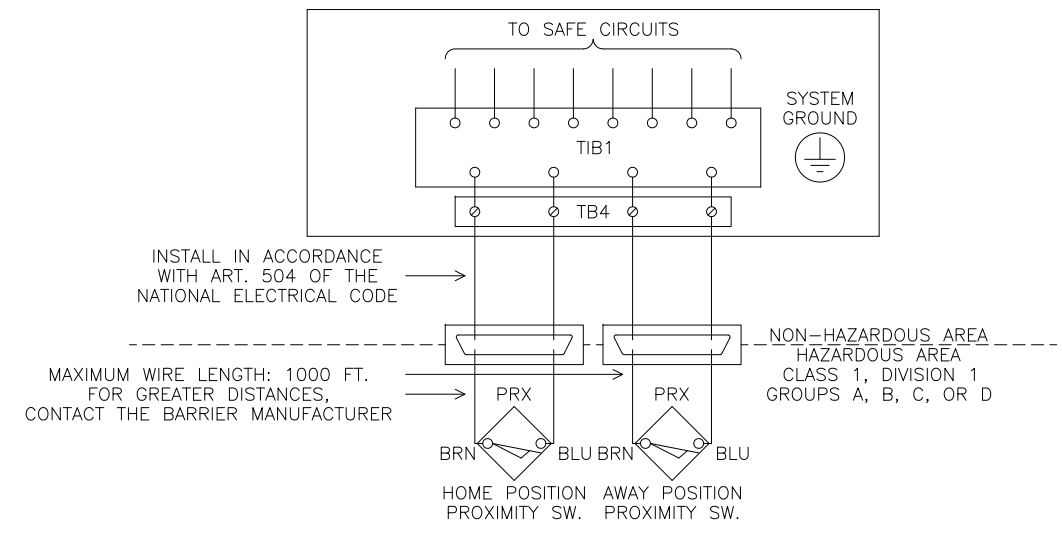 TO SAFE CIRCUITS
SYSTEM
GROUND
TIB1
TB4
INSTALL IN ACCORDANCE
WITH ART. 504 OF THE
NATIONAL ELECTRICAL CODE
NON-HAZARDOUS AREA
HAZARDOUS AREA
CLASS 1, DIVISION 1
GROUPS A, B, C, OR D
MAXIMUM WIRE LENGTH: 1000 FT.
FOR GREATER DISTANCES,
CONTACT THE BARRIER MANUFACTURER
PRX
PRX
BRN
BLU
BRN
BLU
HOME POSITION
PROXIMITY SW.
AWAY POSITION
PROXIMITY SW.